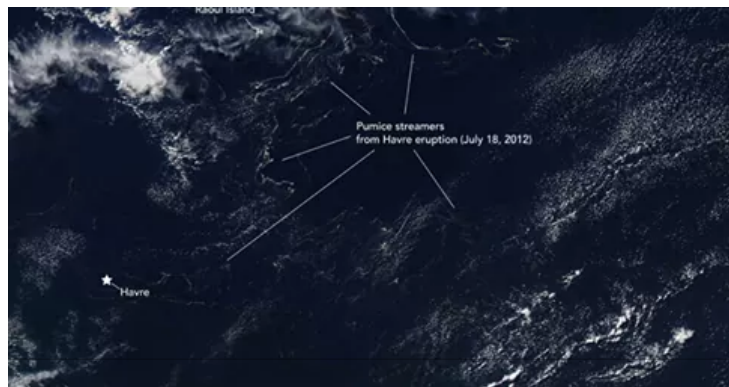 Raoul Island
Pumice streamers
from Havre eruption (July 18, 2012)
Havre